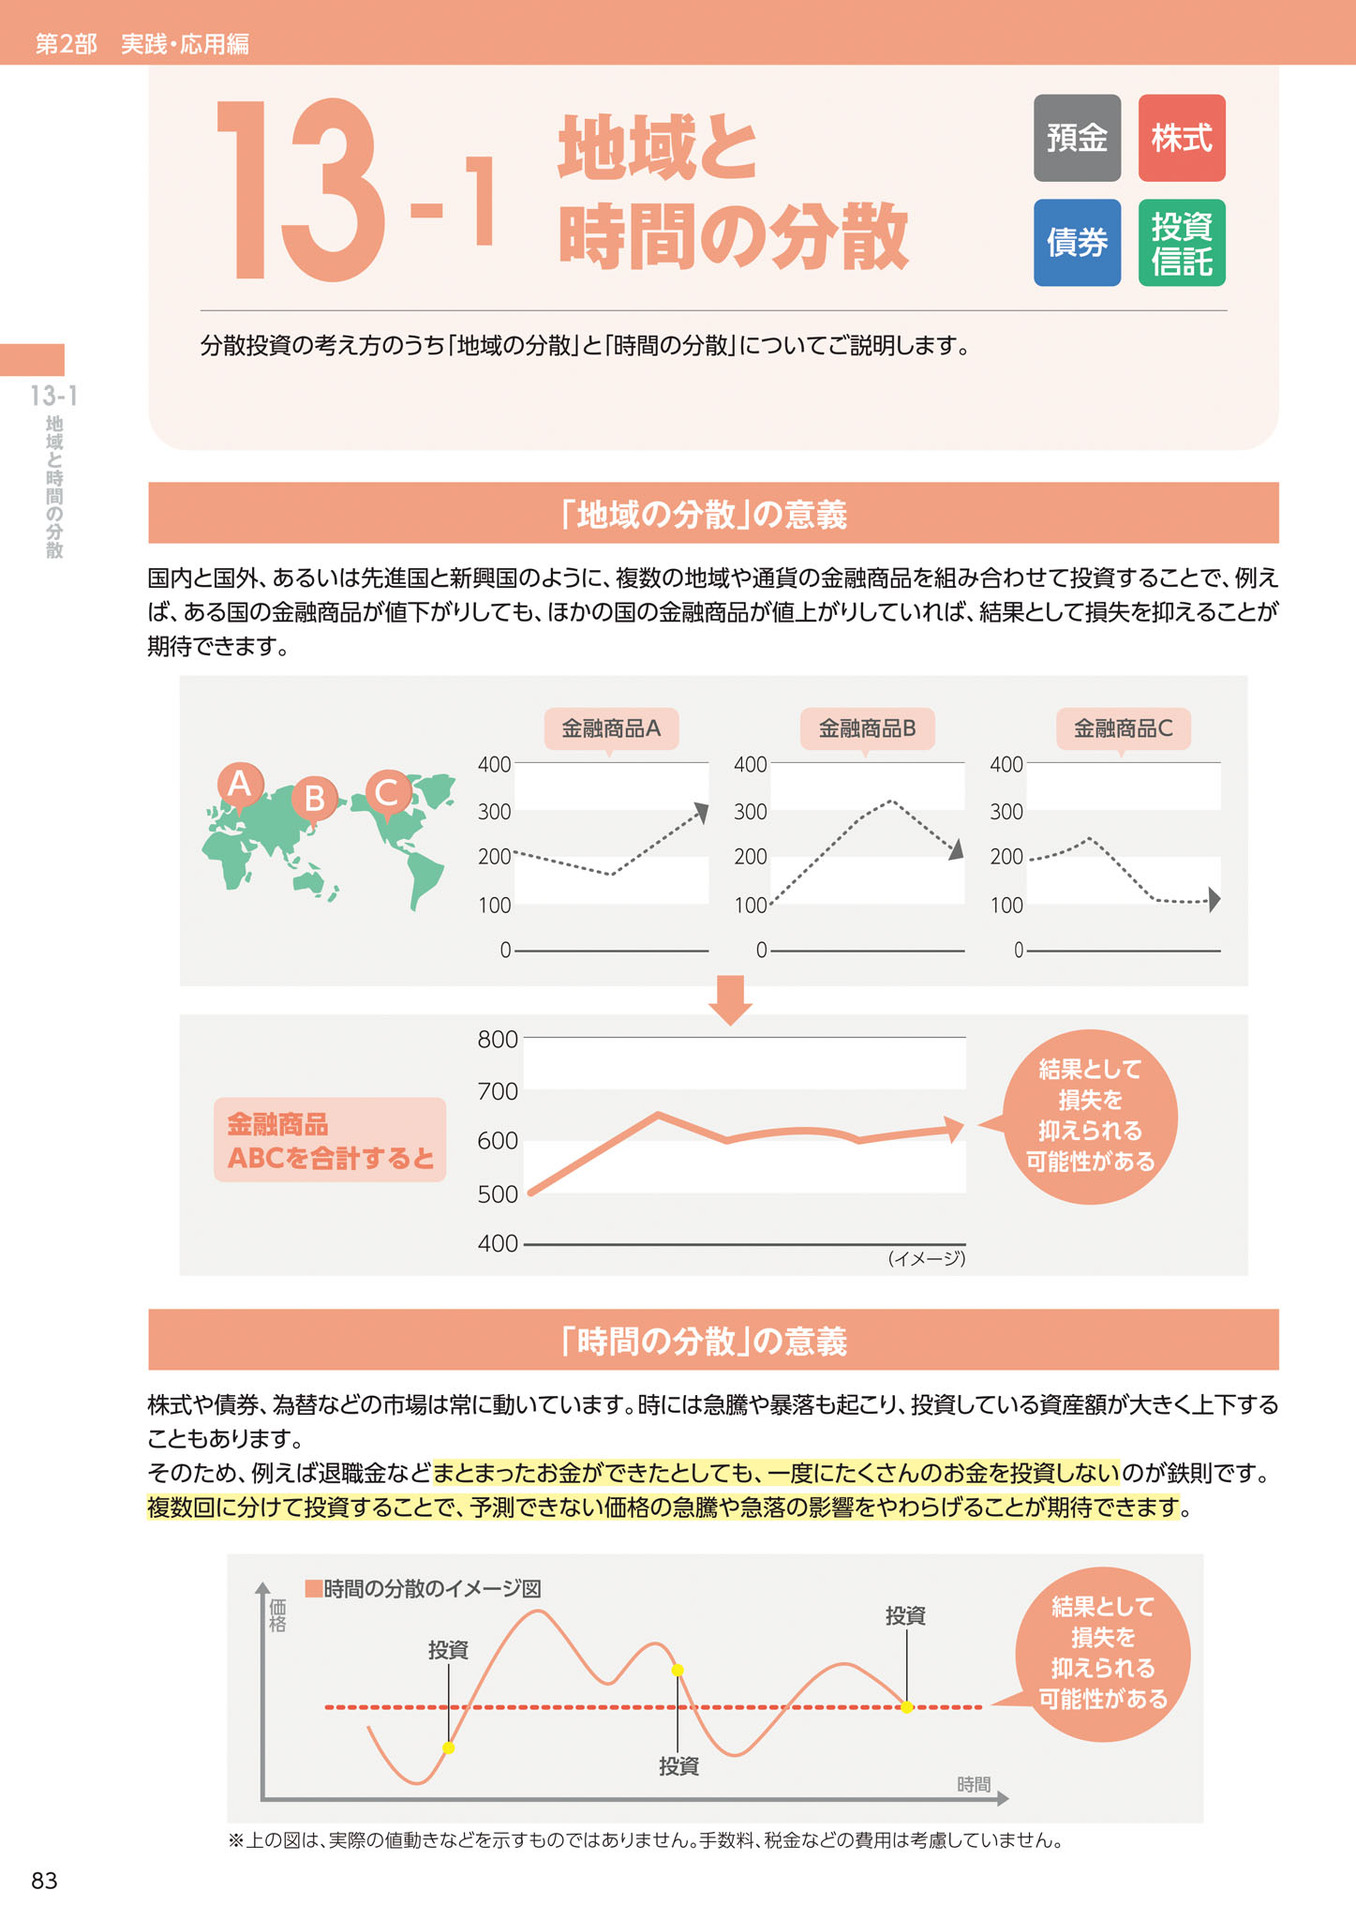 第2部 実践・応用編
13-1
地域と
時間の分散
預金
株式
債券
投資
信託
分散投資の考え方のうち「地域の分散」と「時間の分散」についてご説明します。
13-1
地域と時間の分散
「地域の分散」の意義
国内と国外、あるいは先進国と新興国のように、複数の地域や通貨の金融商品を組み合わせて投資することで、例え
ば、ある国の金融商品が値下がりしても、ほかの国の金融商品が値上がりしていれば、結果として損失を抑えることが
期待できます。
A
B
C
金融商品A
400
300
200
100
0
金融商品B
400
300
200
100
0
金融商品C
400
300
200
100
0
金融商品
ABCを合計すると
800
700
600
500
400
(イメージ)
結果として
損失を
抑えられる
可能性がある
「時間の分散」の意義
株式や債券、為替などの市場は常に動いています。時には急騰や暴落も起こり、投資している資産額が大きく上下する
こともあります。
そのため、例えば退職金などまとまったお金ができたとしても、一度にたくさんのお金を投資しないのが鉄則です。
複数回に分けて投資することで、予測できない価格の急騰や急落の影響をやわらげることが期待できます。
■時間の分散のイメージ図
価格
投資
投資
投資
時間
結果として
損失を
抑えられる
可能性がある
※上の図は、実際の値動きなどを示すものではありません。手数料、税金などの費用は考慮していません。
83